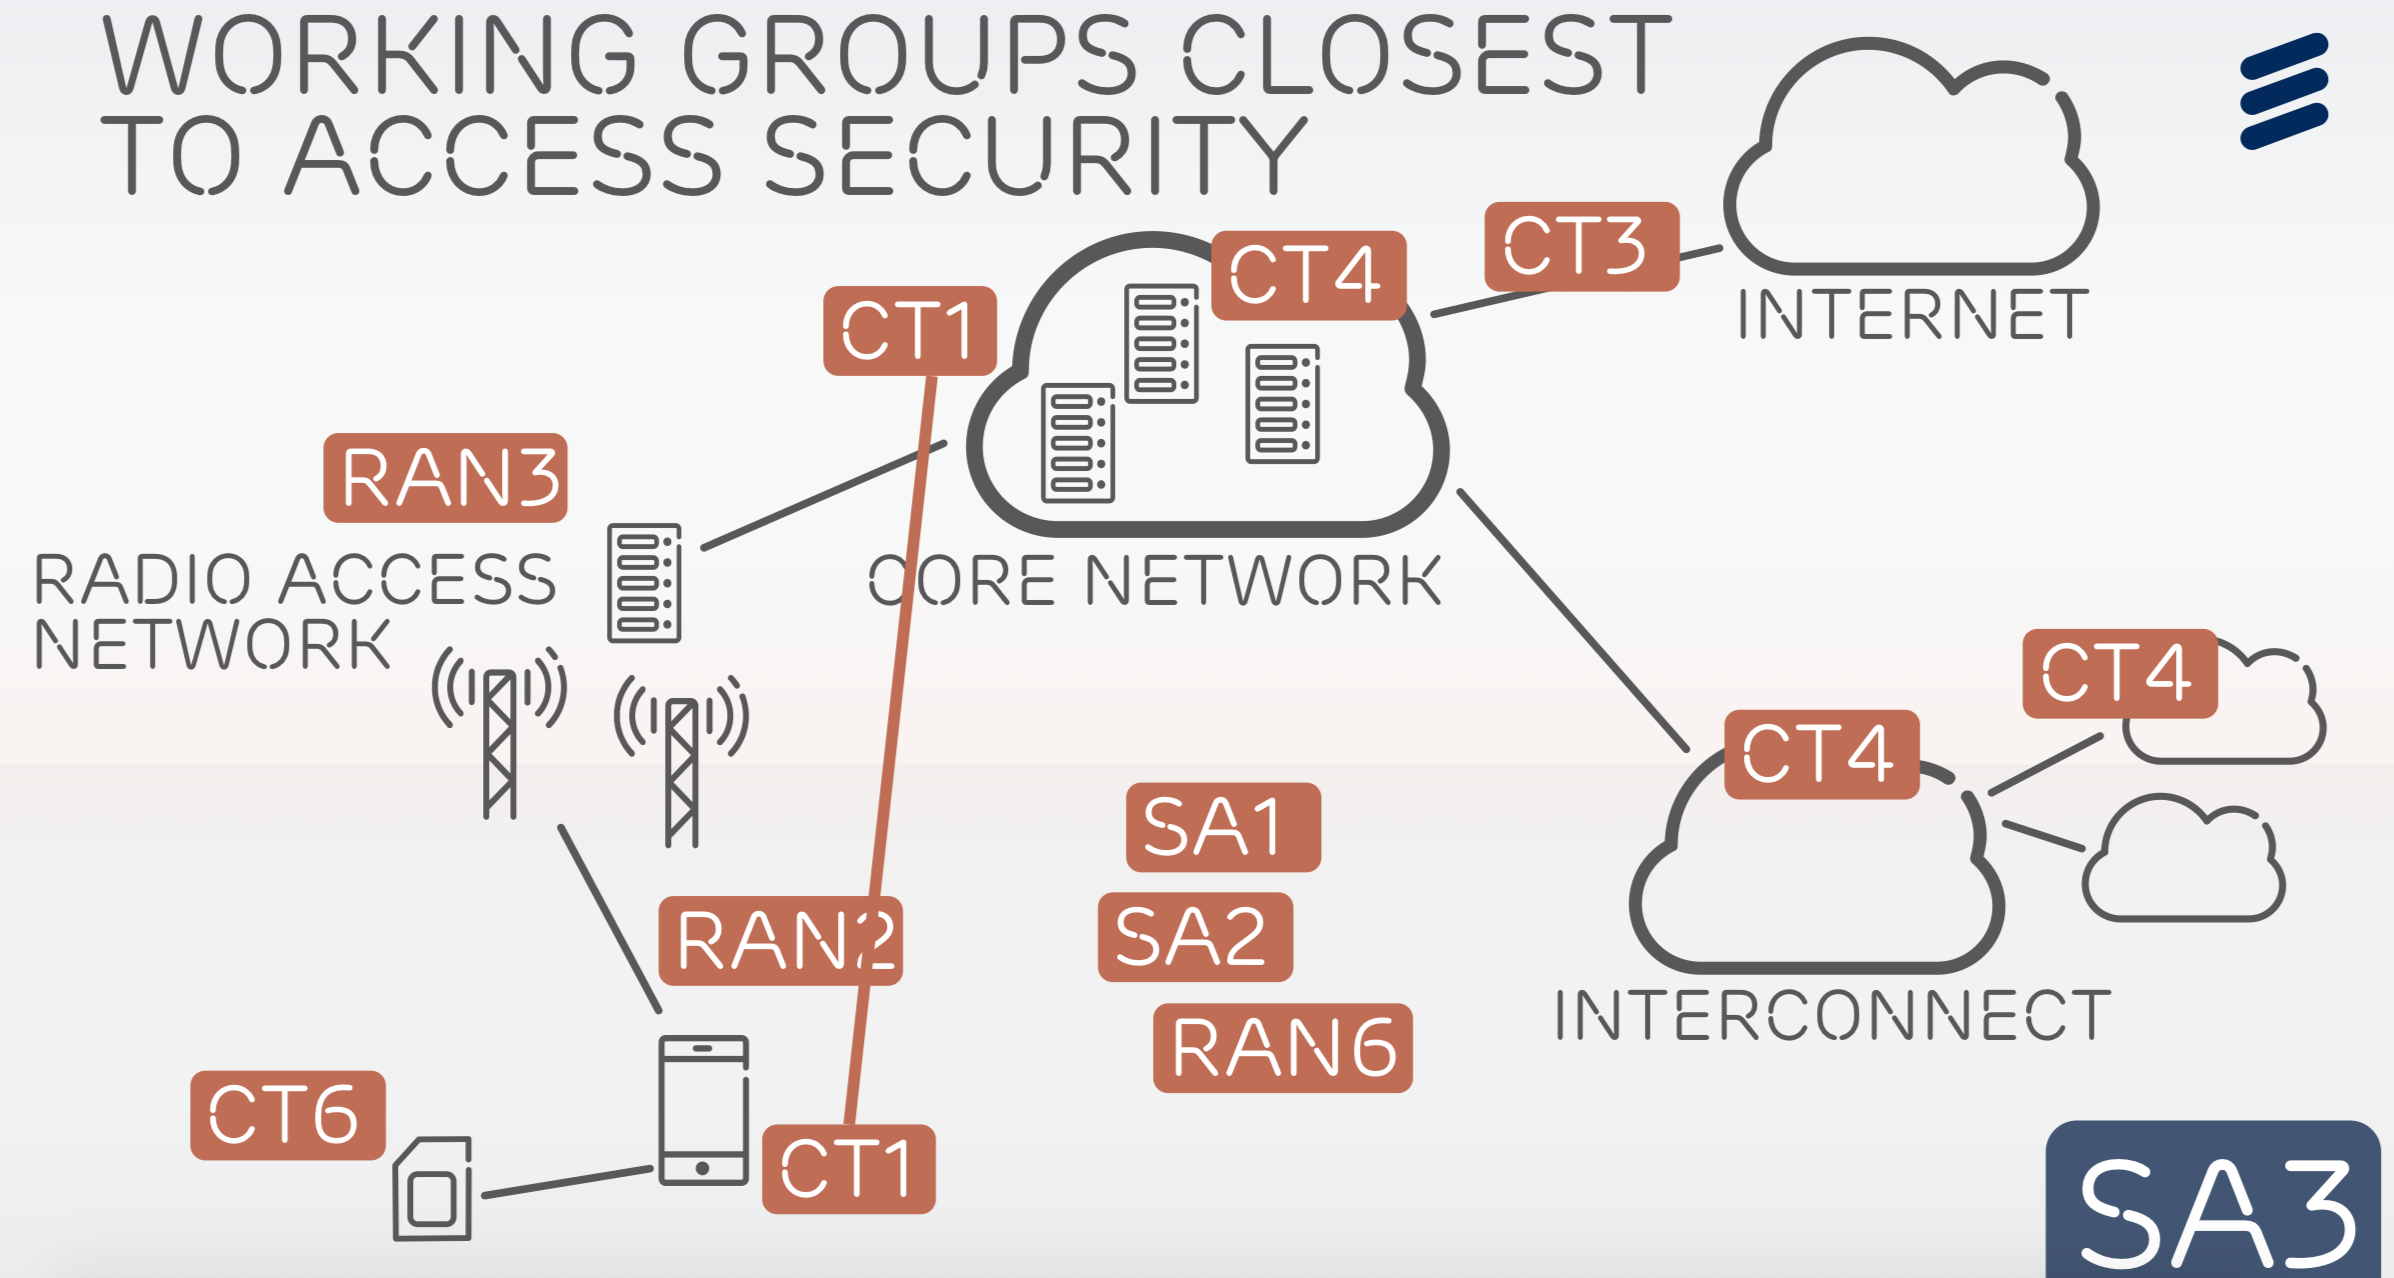 WORKING GROUPS CLOSEST
TO ACCESS SECURITY
CT3
CT4
INTERNET
CT1
RAN3
RADIO ACCESS
NETWORK
CORE NETWORK
CT4
CT4
SA1
SA2
RAN2
RAN6
INTERCONNECT
CT6
CT1
SA3